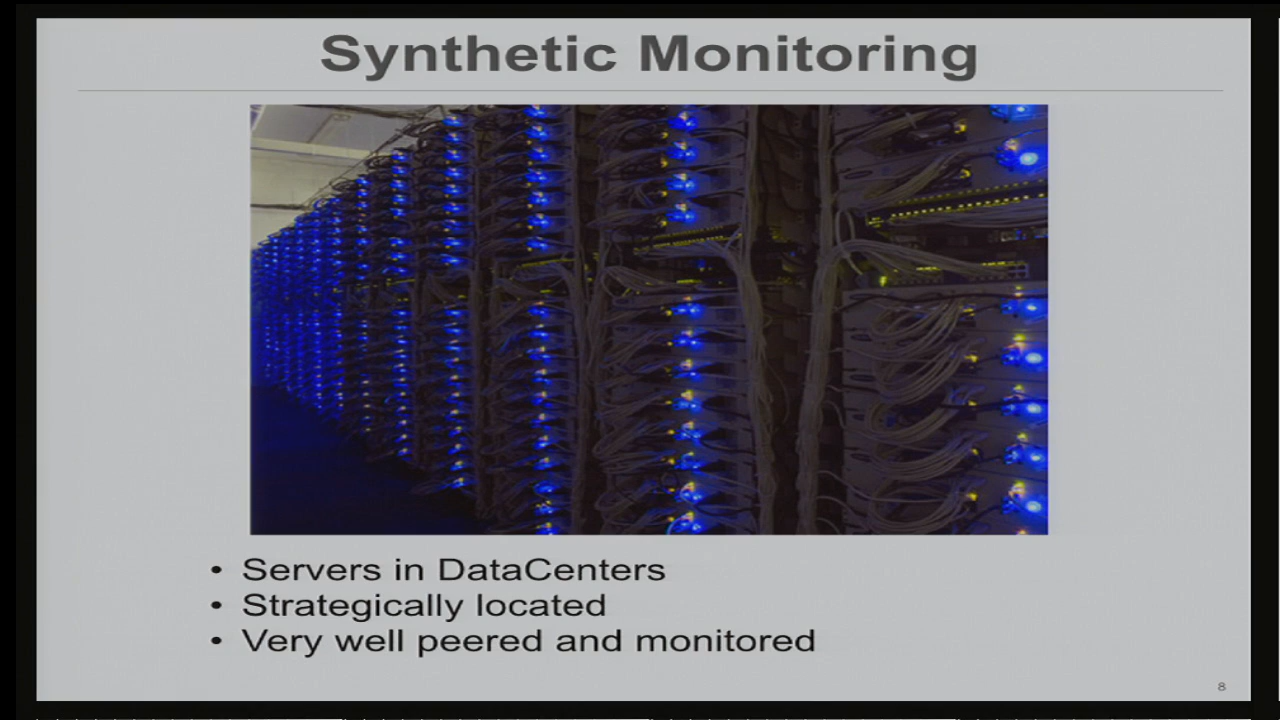 Synthetic Monitoring
• Servers in DataCenters
• Strategically located
• Very well peered and monitored
8